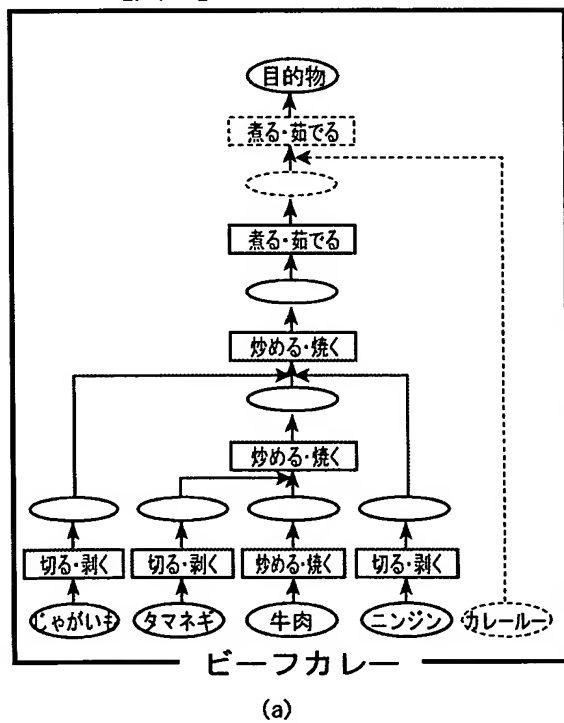 目的物
煮る・茹でる
煮る・茹でる
炒める・焼く
炒める・焼く
切る・剥く 切る・剥く 炒める・焼く 切る・剥く
じゃがいも タマネギ 牛肉 ニンジン カレールー
ビーフカレー
(a)